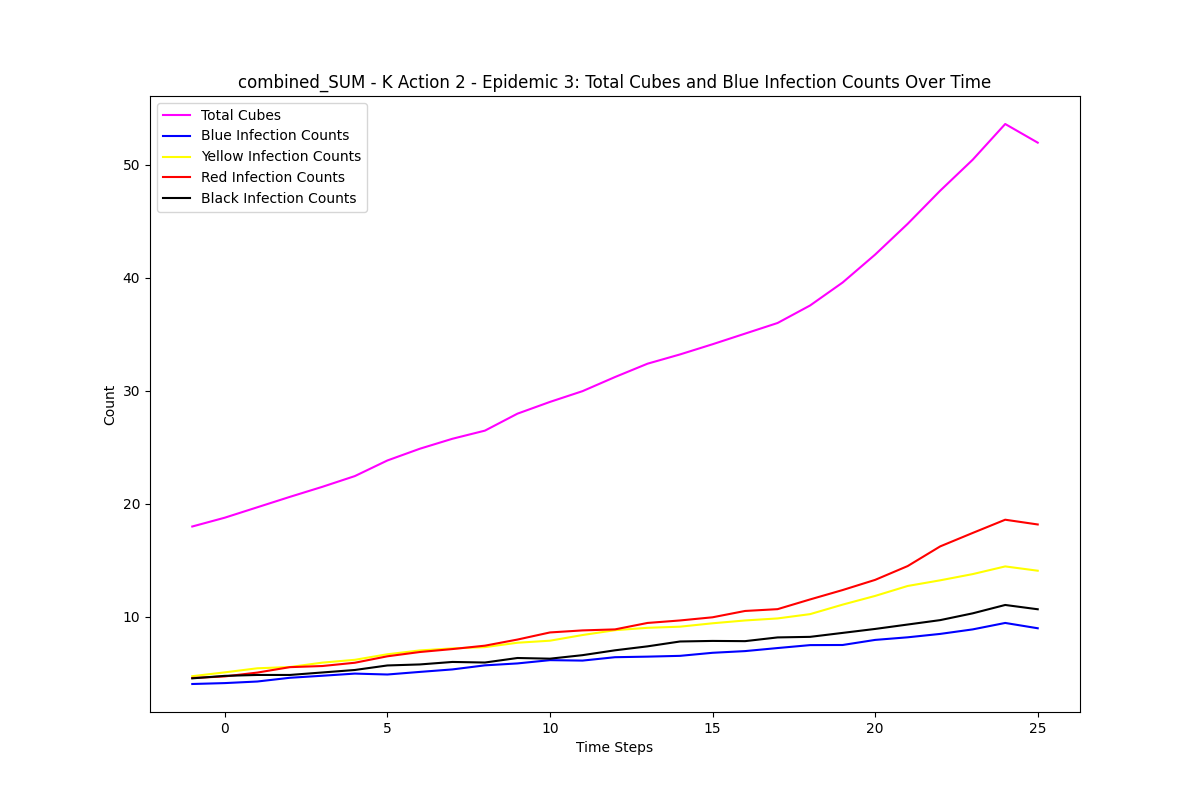 combined_SUM - K Action 2 - Epidemic 3: Total Cubes and Blue Infection Counts Over Time
Total Cubes
Blue Infection Counts
Yellow Infection Counts
Red Infection Counts
Black Infection Counts
50
40
30
20
10
Count
0 5 10 15 20 25
Time Steps